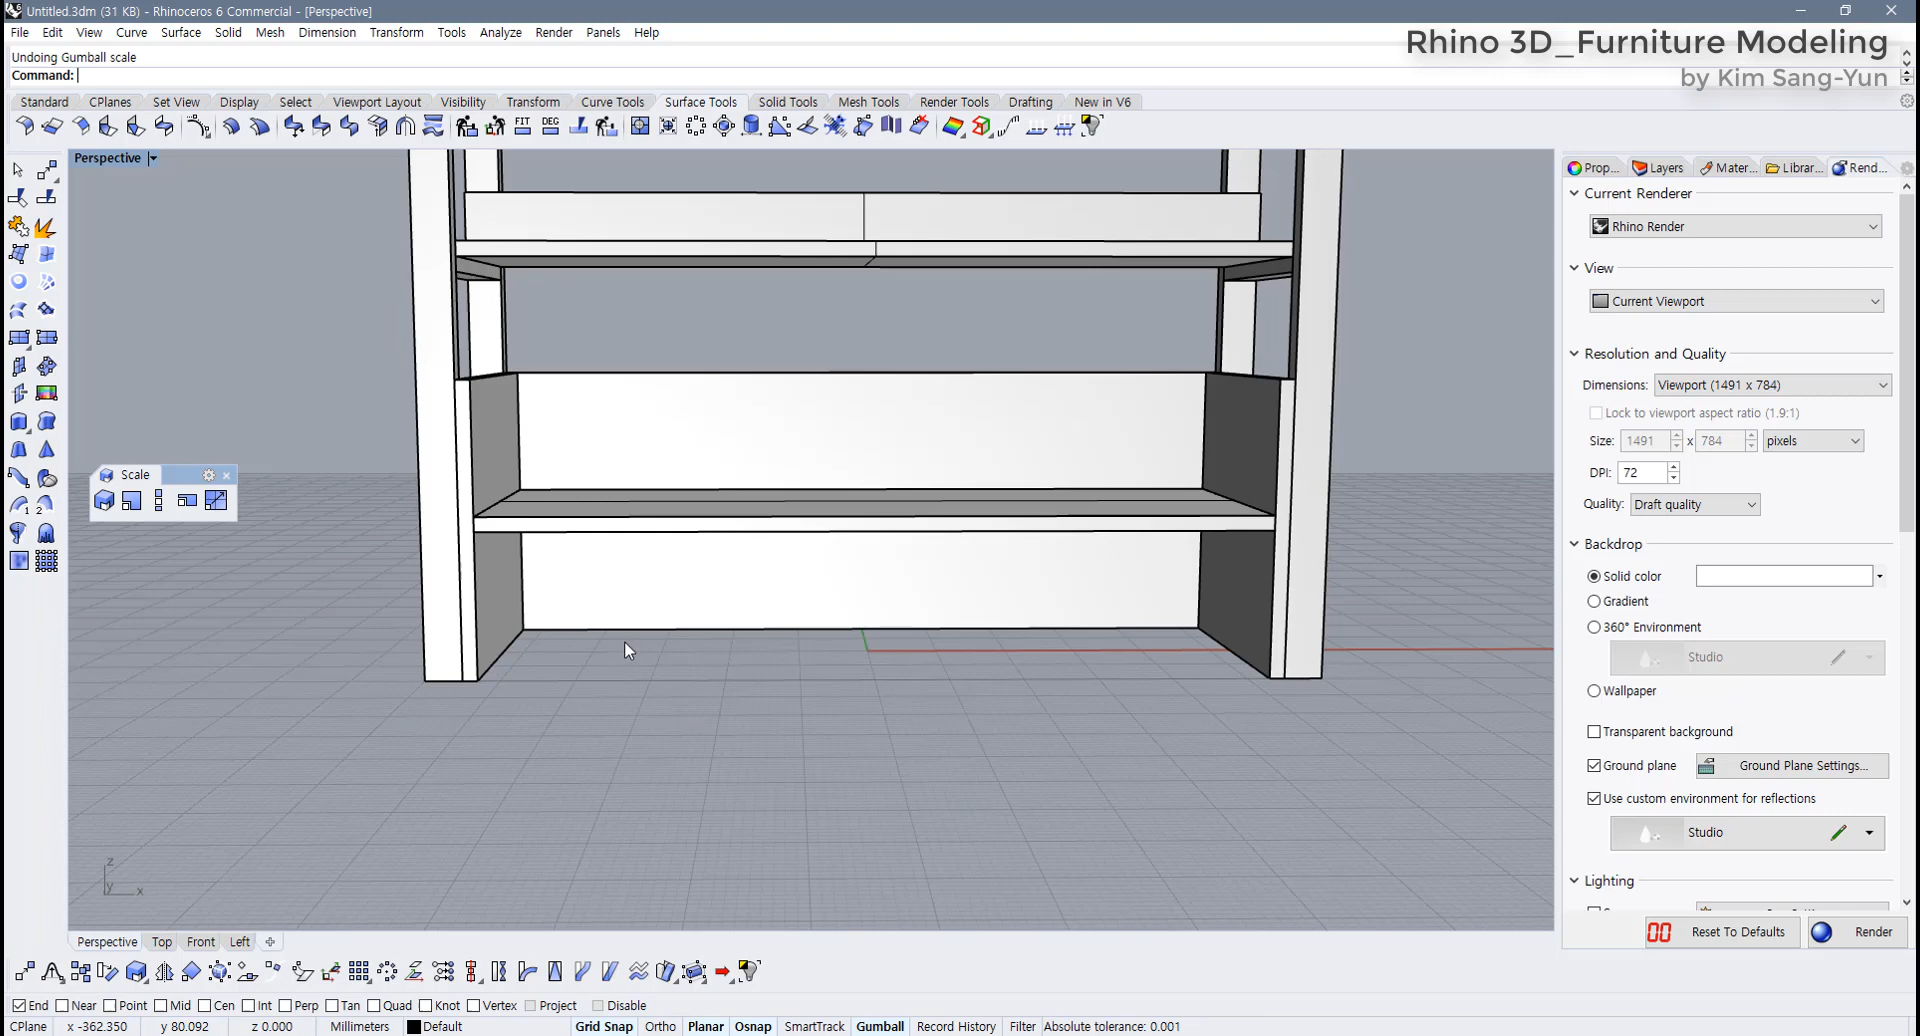 Untitled.3dm (31 KB) - Rhinoceros 6 Commercial - [Perspective]
File Edit View Curve Surface Solid Mesh Dimension Transform Tools Analyze Render Panels Help
Rhino 3D_Furniture Modeling
by Kim Sang-Yun
Undoing Gumball scale
Command:
Standard CPlanes Set View Display Select Viewport Layout Visibility Transform Curve Tools Surface Tools Solid Tools Mesh Tools Render Tools Drafting New in V6
FIT DEG
Perspective
Prop... Layers Mater... Librar... Rend...
Current Renderer
Rhino Render
View
Current Viewport
Resolution and Quality
Dimensions: Viewport (1491 x 784)
Lock to viewport aspect ratio (1.9:1)
Size: 1491 x 784 pixels
DPI: 72
Quality: Draft quality
Backdrop
Solid color
Gradient
360° Environment
Studio
Wallpaper
Transparent background
Ground plane Ground Plane Settings...
Use custom environment for reflections
Studio
Lighting
Reset To Defaults Render
Scale
1 2
z
y x
Perspective Top Front Left
End Near Point Mid Cen Int Perp Tan Quad Knot Vertex Project Disable
CPlane x -362.350 y 80.092 z 0.000 Millimeters Default Grid Snap Ortho Planar Osnap SmartTrack Gumball Record History Filter Absolute tolerance: 0.001